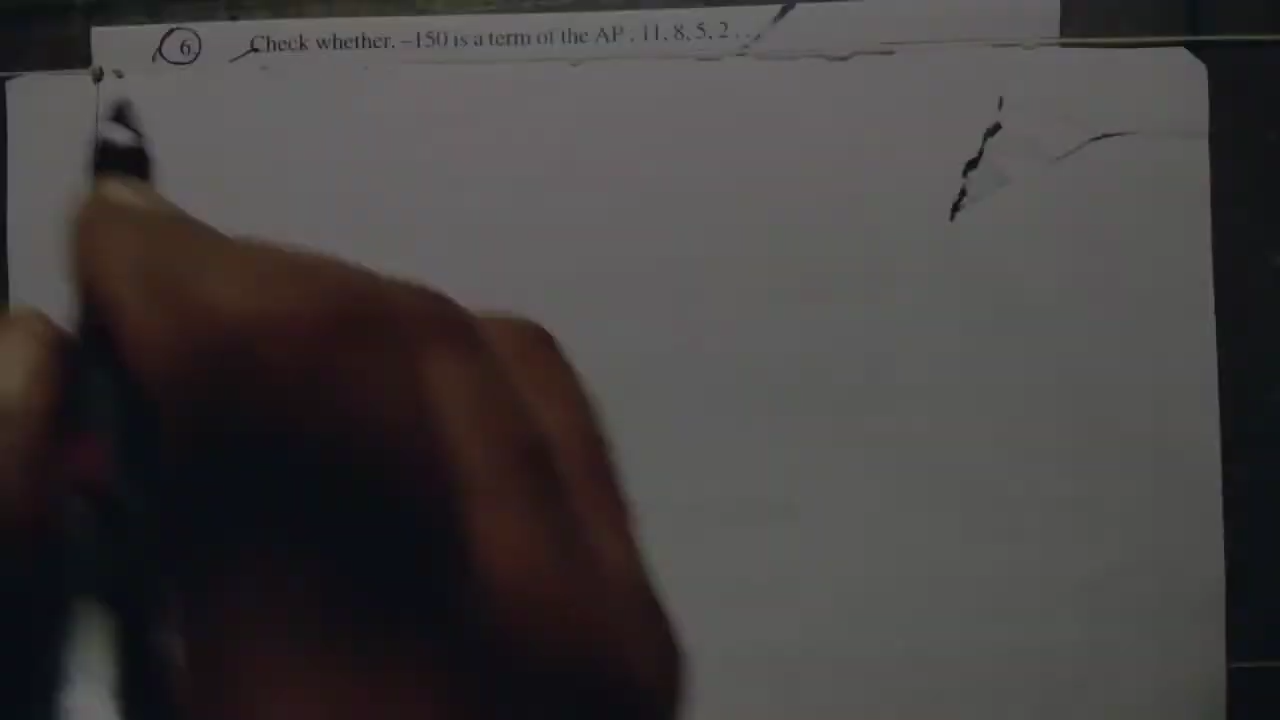 6 Check whether, –150 is a term of the AP : 11, 8, 5, 2 . . .